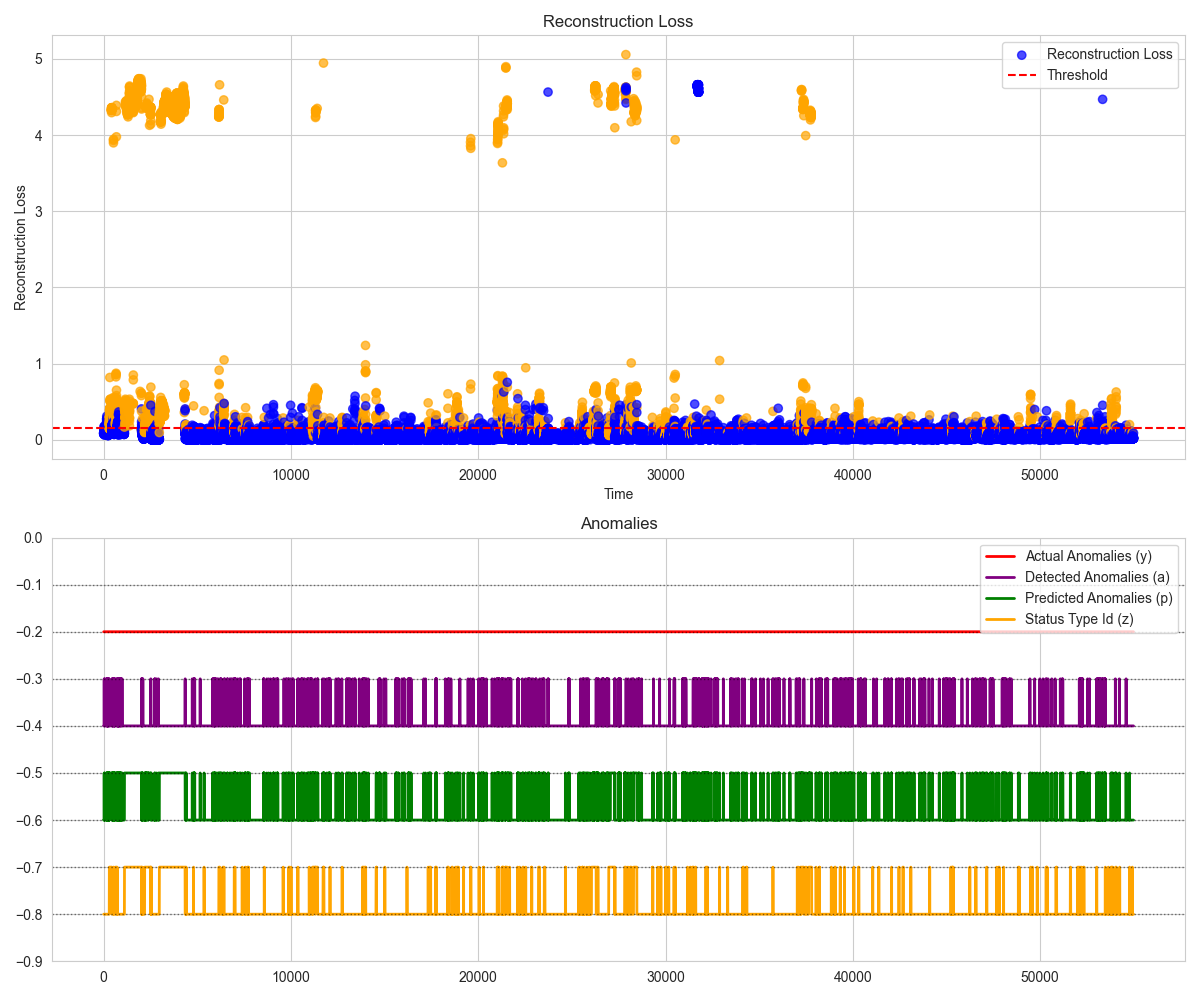 Reconstruction Loss
Reconstruction Loss
5
4
3
2
1
0
Reconstruction Loss
Threshold
0
10000
20000
30000
40000
50000
Time
Anomalies
0.0
−0.1
−0.2
−0.3
−0.4
−0.5
−0.6
−0.7
−0.8
−0.9
Actual Anomalies (y)
Detected Anomalies (a)
Predicted Anomalies (p)
Status Type Id (z)
0
10000
20000
30000
40000
50000